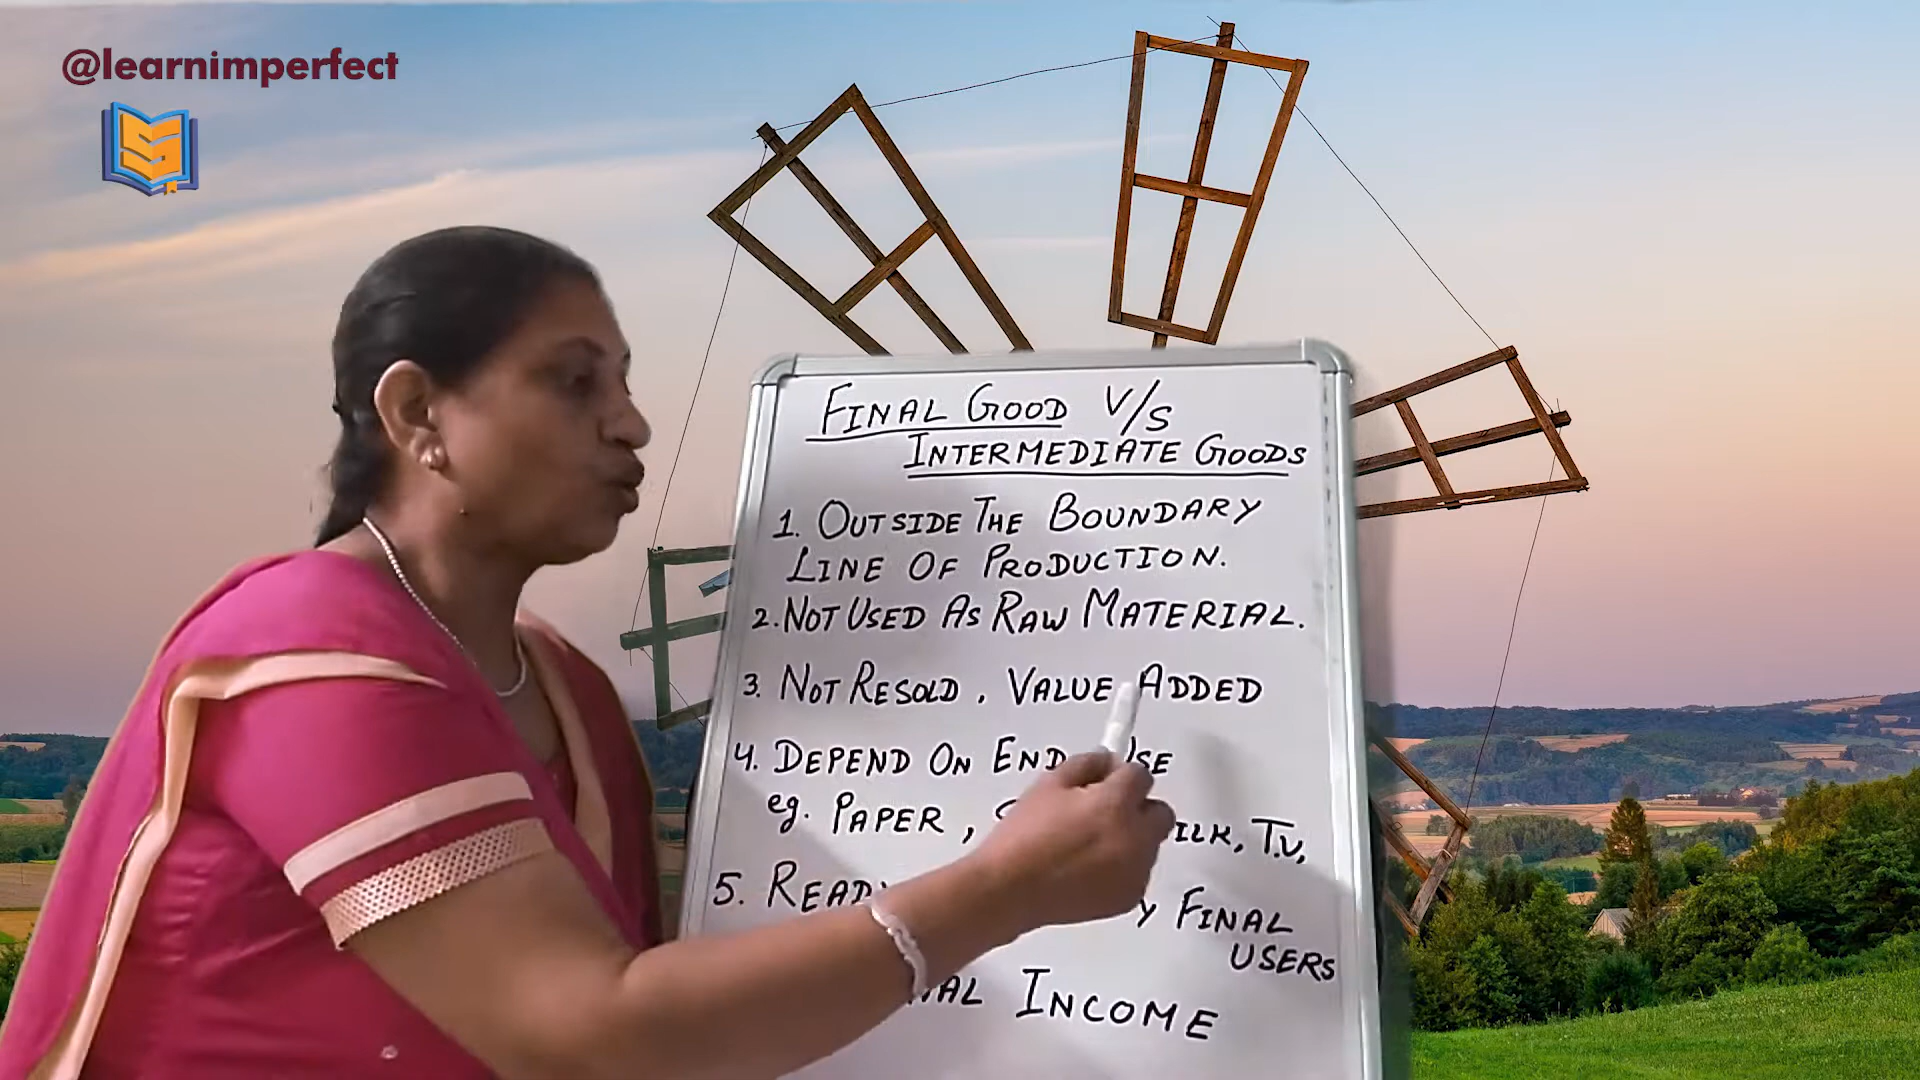 @learnimperfect
FINAL GOOD V/S
INTERMEDIATE GOODS
1. OUTSIDE THE BOUNDARY
LINE OF PRODUCTION.
2. NOT USED AS RAW MATERIAL.
3. NOT RESOLD. VALUE ADDED
4. DEPEND ON END USE
eg. PAPER, T.V,
5. FINAL
USERS
INCOME